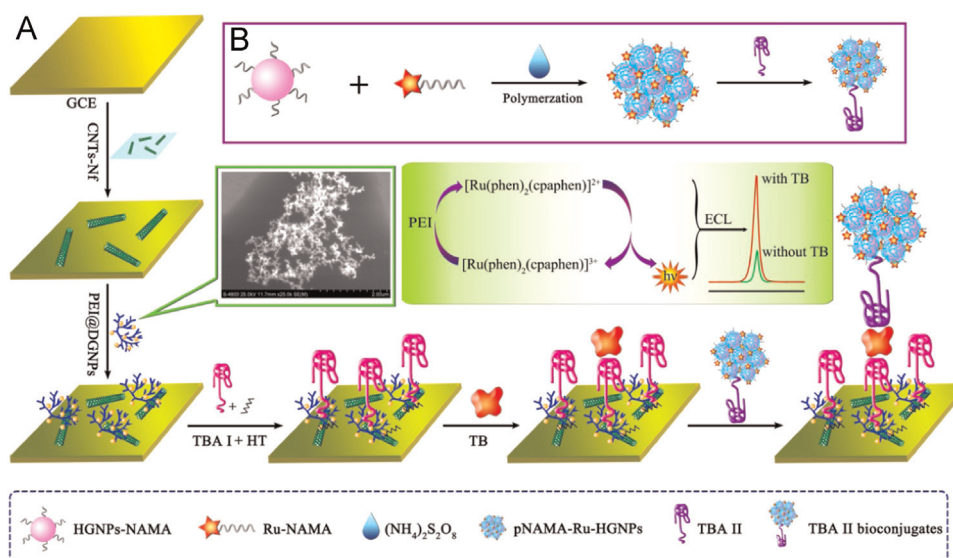 A
B
GCE
Polymerzation
CNTs-Nf
[Ru(phen)₂(cpaphen)]²⁺
PEI
[Ru(phen)₂(cpaphen)]³⁺
hν
ECL
with TB
without TB
PEI@DGNPs
TBA I + HT
TB
HGNPs-NAMA
Ru-NAMA
(NH₄)₂S₂O₈
pNAMA-Ru-HGNPs
TBA II
TBA II bioconjugates